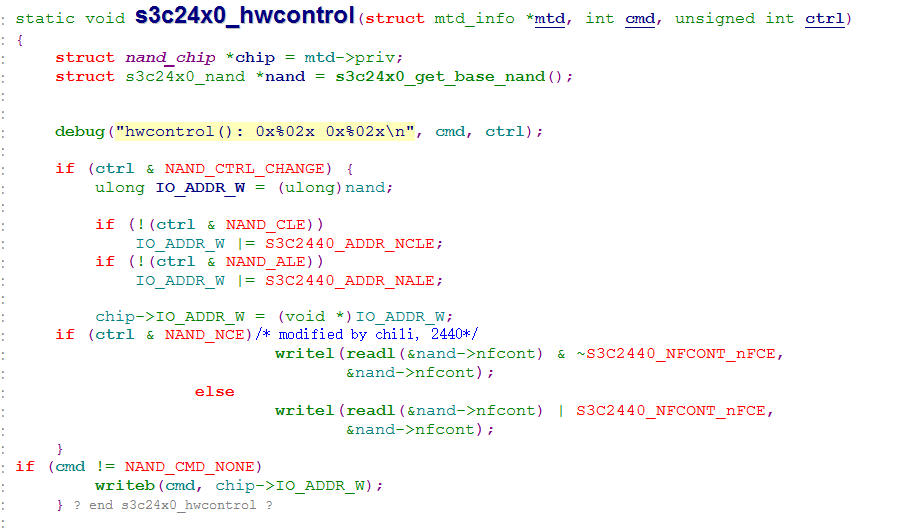 static void s3c24x0_hwcontrol(struct mtd_info *mtd, int cmd, unsigned int ctrl)
{
struct nand_chip *chip = mtd->priv;
struct s3c24x0_nand *nand = s3c24x0_get_base_nand();
debug("hwcontrol(): 0x%02x 0x%02x\n", cmd, ctrl);
if (ctrl & NAND_CTRL_CHANGE) {
ulong IO_ADDR_W = (ulong)nand;
if (!(ctrl & NAND_CLE))
IO_ADDR_W |= S3C2440_ADDR_NCLE;
if (!(ctrl & NAND_ALE))
IO_ADDR_W |= S3C2440_ADDR_NALE;
chip->IO_ADDR_W = (void *)IO_ADDR_W;
if (ctrl & NAND_NCE)/* modified by chili, 2440*/
writel(readl(&nand->nfcont) & ~S3C2440_NFCONT_nFCE,
&nand->nfcont);
else
writel(readl(&nand->nfcont) | S3C2440_NFCONT_nFCE,
&nand->nfcont);
}
if (cmd != NAND_CMD_NONE)
writeb(cmd, chip->IO_ADDR_W);
} ? end s3c24x0_hwcontrol ?